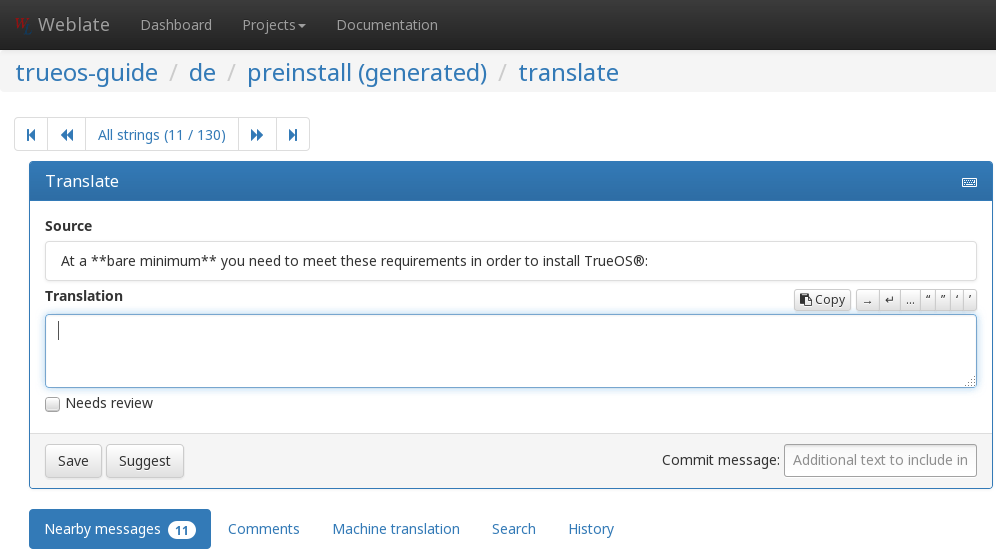 Weblate Dashboard Projects Documentation
trueos-guide / de / preinstall (generated) / translate
All strings (11 / 130)
Translate
Source
At a **bare minimum** you need to meet these requirements in order to install TrueOS®:
Translation Copy → ↵ … “ ” ‘ ’
Needs review
Save Suggest Commit message: Additional text to include in
Nearby messages 11 Comments Machine translation Search History